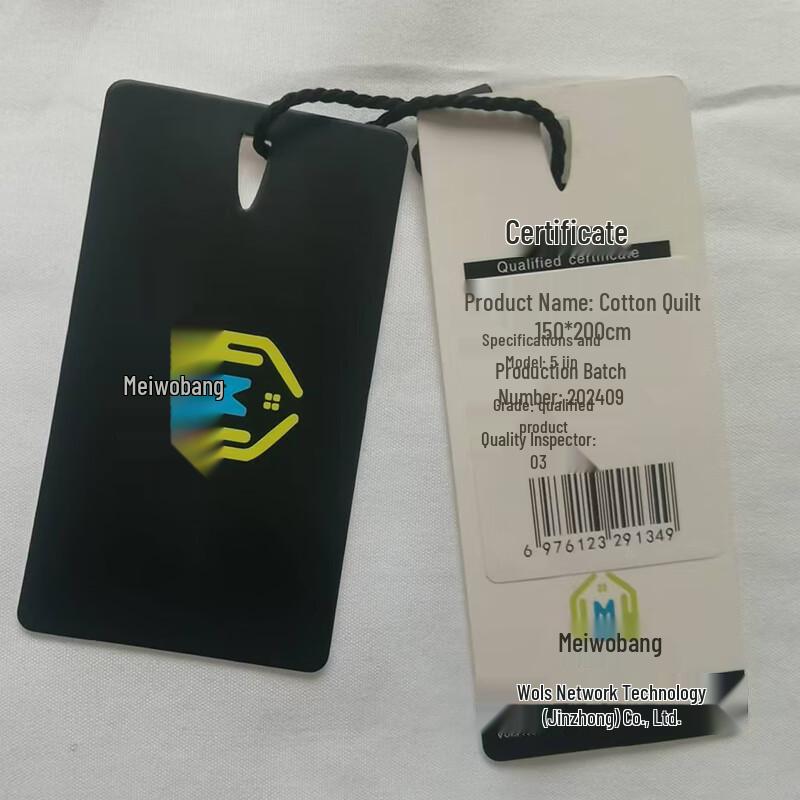 Meiwobang
Certificate
Qualified certificate
Product Name: Cotton Quilt
150*200cm
Specifications and
Model: 5 jin
Production Batch
Number: 202409
Grade: qualified
product
Quality Inspector:
03
6 976123 291349
Meiwobang
Wols Network Technology
(Jinzhong) Co., Ltd.